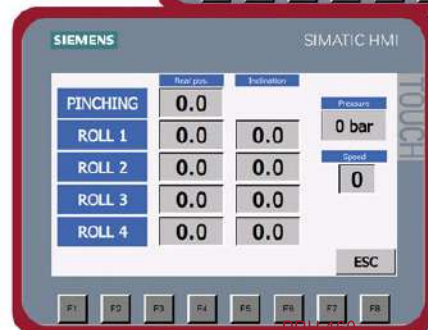 SIEMENS SIMATIC HMI
TOUCH
Real pos. Inclination
PINCHING 0.0 Pressure
0 bar
ROLL 1 0.0 0.0
ROLL 2 0.0 0.0 Speed
0
ROLL 3 0.0 0.0
ROLL 4 0.0 0.0
ESC
F1 F2 F3 F4 F5 F6 F7 F8